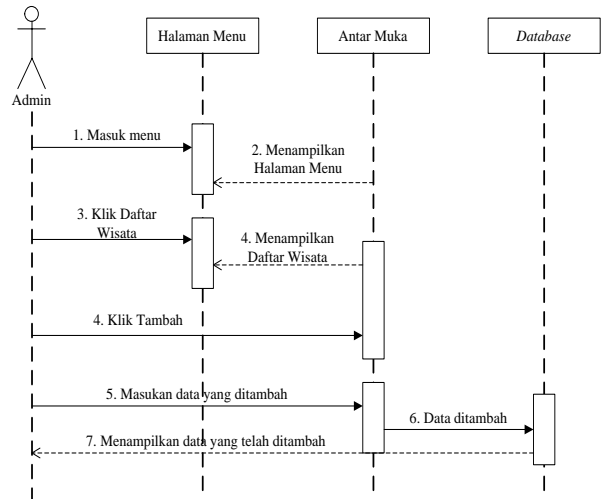 Halaman Menu
Antar Muka
Database
Admin
1. Masuk menu
2. Menampilkan
Halaman Menu
3. Klik Daftar
Wisata
4. Menampilkan
Daftar Wisata
4. Klik Tambah
5. Masukan data yang ditambah
6. Data ditambah
7. Menampilkan data yang telah ditambah